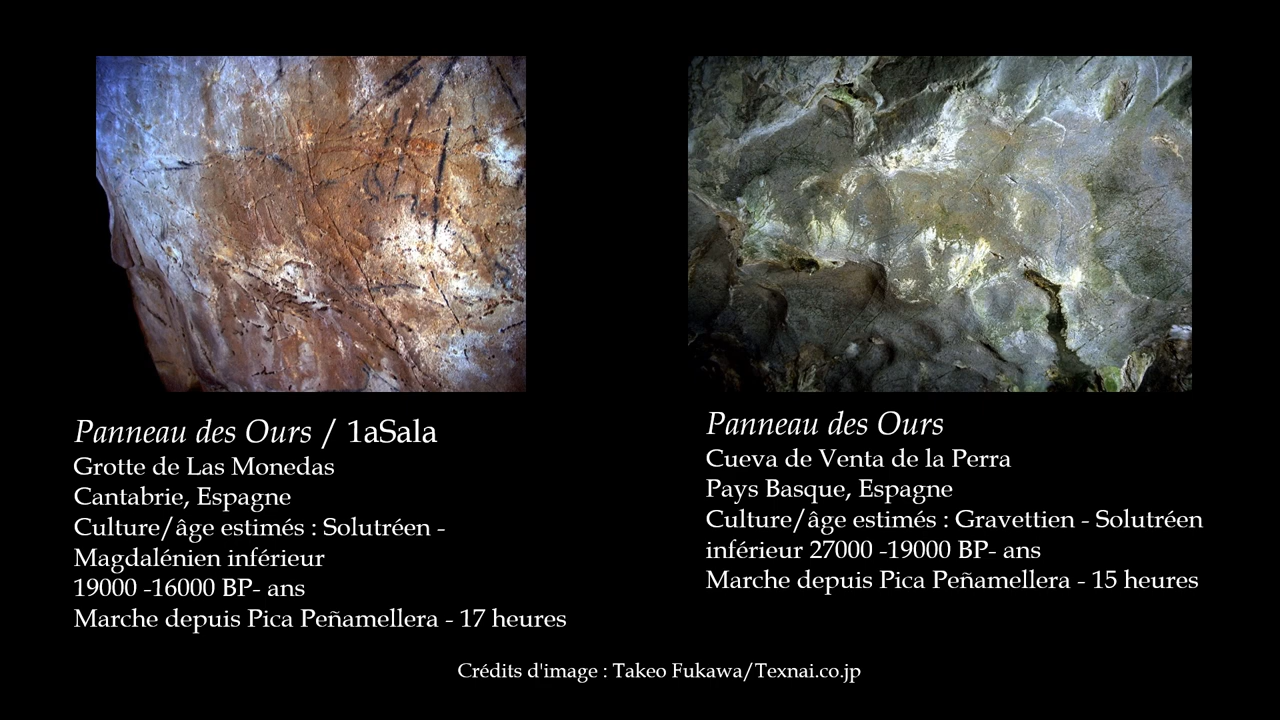 Panneau des Ours / 1aSala
Grotte de Las Monedas
Cantabrie, Espagne
Culture/âge estimés : Solutréen -
Magdalénien inférieur
19000 -16000 BP- ans
Marche depuis Pica Peñamellera - 17 heures
Panneau des Ours
Cueva de Venta de la Perra
Pays Basque, Espagne
Culture/âge estimés : Gravettien - Solutréen
inférieur 27000 -19000 BP- ans
Marche depuis Pica Peñamellera - 15 heures
Crédits d'image : Takeo Fukawa/Texnai.co.jp